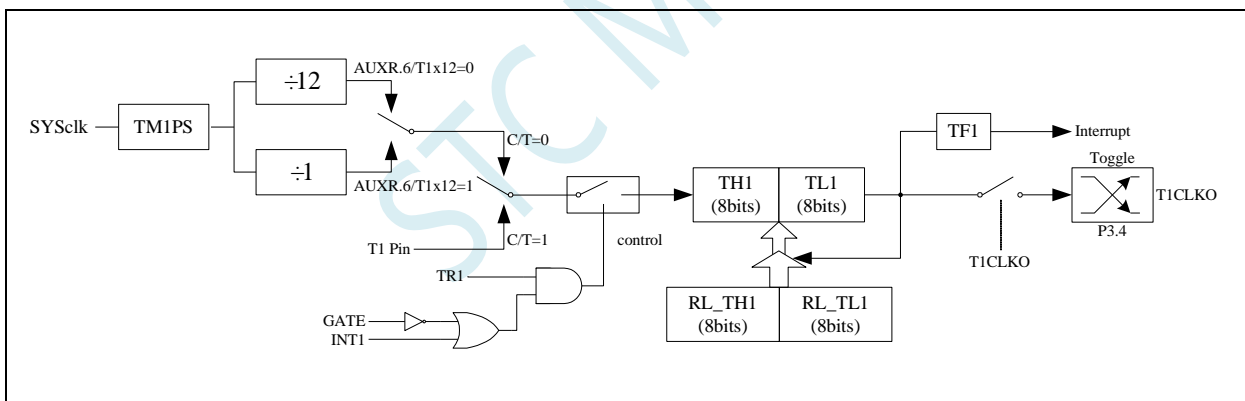 STC M
÷12
AUXR.6/T1x12=0
SYSclk
TM1PS
C/T=0
÷1
AUXR.6/T1x12=1
TF1
Interrupt
Toggle
TH1
(8bits)
TL1
(8bits)
T1CLKO
P3.4
T1 Pin
C/T=1
control
T1CLKO
TR1
RL_TH1
(8bits)
RL_TL1
(8bits)
GATE
INT1